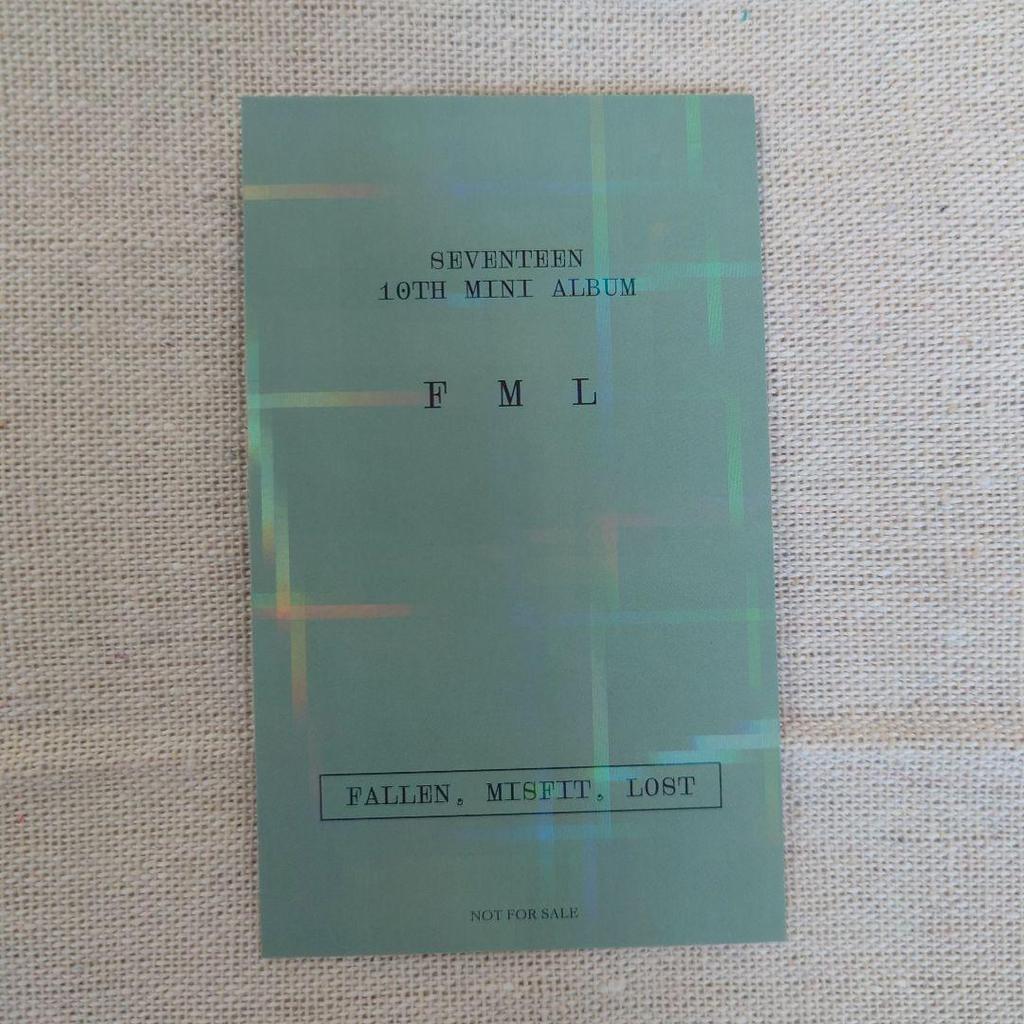 SEVENTEEN
10TH MINI ALBUM
F M L
FALLEN, MISFIT, LOST
NOT FOR SALE